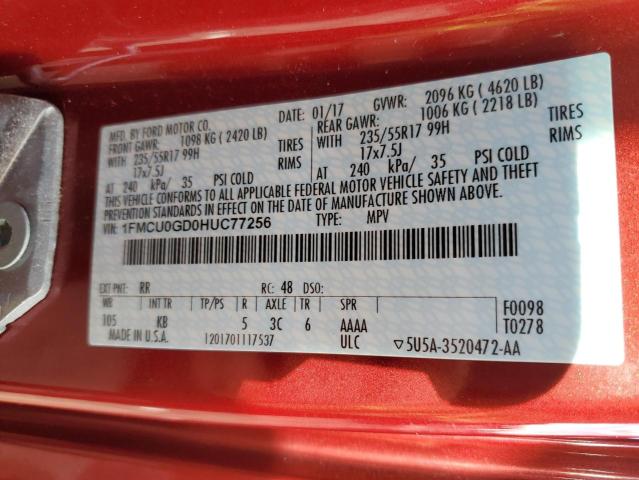 MFD. BY FORD MOTOR CO.
DATE: 01/17 GVWR: 2096 KG ( 4620 LB)
FRONT GAWR: 1098 KG ( 2420 LB) REAR GAWR: 1006 KG ( 2218 LB)
WITH 235/55R17 99H TIRES WITH 235/55R17 99H TIRES
17x7.5J RIMS 17x7.5J RIMS
AT 240 kPa/ 35 PSI COLD AT 240 kPa/ 35 PSI COLD
THIS VEHICLE CONFORMS TO ALL APPLICABLE FEDERAL MOTOR VEHICLE SAFETY AND THEFT
PREVENTION STANDARDS IN EFFECT ON THE DATE OF MANUFACTURE SHOWN ABOVE.
VIN: 1FMCU0GD0HUC77256 TYPE: MPV
EXT PNT: RR RC: 48 DSO:
WB INT TR TP/PS R AXLE TR SPR F0098
105 KB 5 3C 6 AAAA T0278
MADE IN U.S.A. 1201701117537 ULC ▽5U5A-3520472-AA